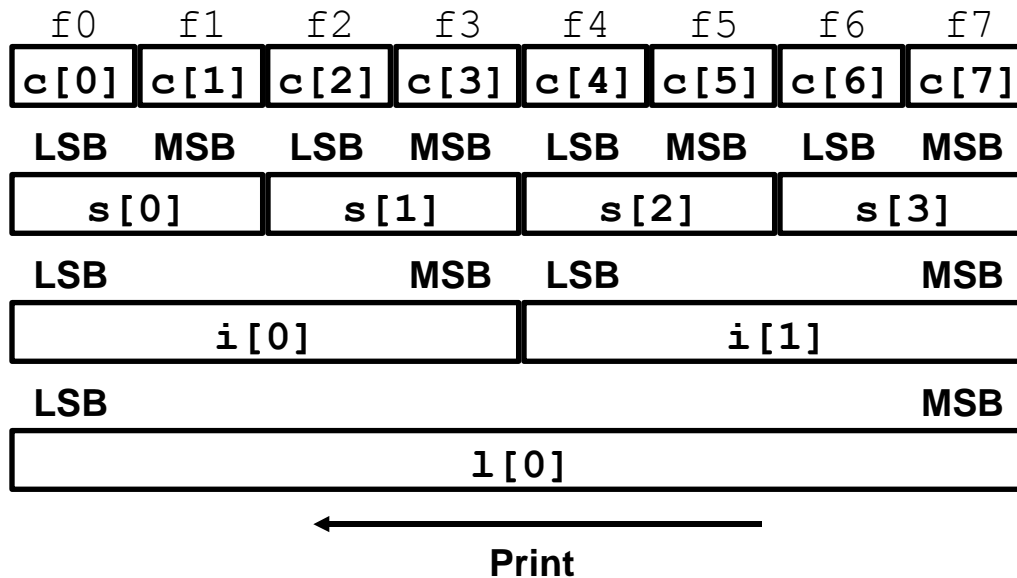 f0 f1 f2 f3 f4 f5 f6 f7
c[0] c[1] c[2] c[3] c[4] c[5] c[6] c[7]
LSB MSB LSB MSB LSB MSB LSB MSB
s[0] s[1] s[2] s[3]
LSB MSB LSB MSB
i[0] i[1]
LSB MSB
l[0]
Print